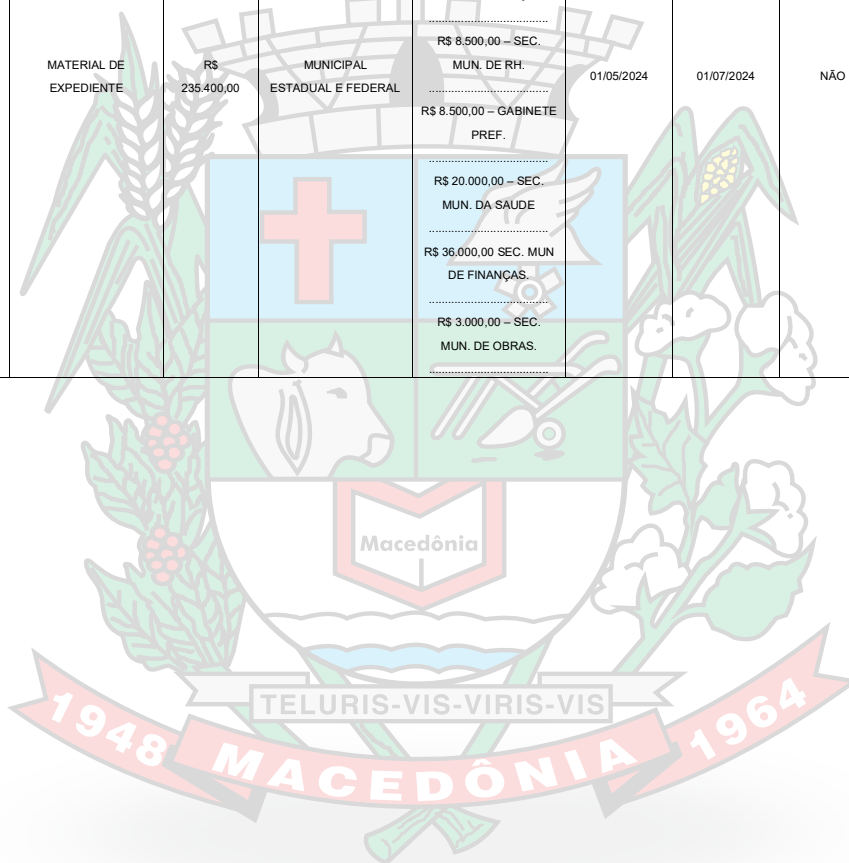 MATERIAL DE
EXPEDIENTE
R$
235.400,00
MUNICIPAL
ESTADUAL E FEDERAL
.....................................
R$ 8.500,00 – SEC.
MUN. DE RH.
.....................................
R$ 8.500,00 – GABINETE
PREF.
.....................................
R$ 20.000,00 – SEC.
MUN. DA SAUDE
.....................................
R$ 36.000,00 SEC. MUN
DE FINANÇAS.
.....................................
R$ 3.000,00 – SEC.
MUN. DE OBRAS.
.....................................
01/05/2024
01/07/2024
NÃO
Macedônia
TELURIS-VIS-VIRIS-VIS
1948 MACEDÔNIA 1964